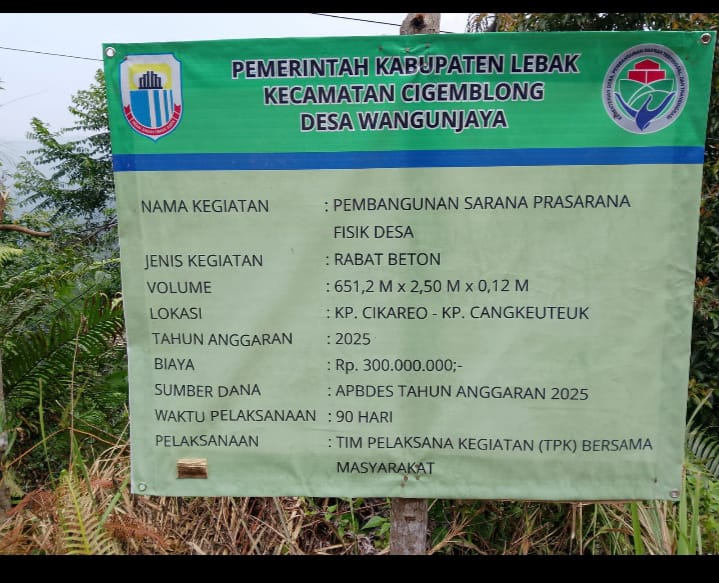 PEMERINTAH KABUPATEN LEBAK
KECAMATAN CIGEMBLONG
DESA WANGUNJAYA
NAMA KEGIATAN : PEMBANGUNAN SARANA PRASARANA
FISIK DESA
JENIS KEGIATAN : RABAT BETON
VOLUME : 651,2 M x 2,50 M x 0,12 M
LOKASI : KP. CIKAREO - KP. CANGKEUTEUK
TAHUN ANGGARAN : 2025
BIAYA : Rp. 300.000.000;-
SUMBER DANA : APBDES TAHUN ANGGARAN 2025
WAKTU PELAKSANAAN : 90 HARI
PELAKSANAAN : TIM PELAKSANA KEGIATAN (TPK) BERSAMA
MASYARAKAT